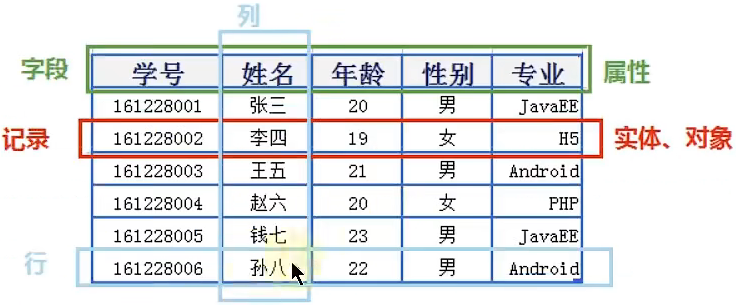 列
字段 学号 姓名 年龄 性别 专业 属性
161228001 张三 20 男 JavaEE
记录 161228002 李四 19 女 H5 实体、对象
161228003 王五 21 男 Android
161228004 赵六 20 女 PHP
161228005 钱七 23 男 JavaEE
行 161228006 孙八 22 男 Android